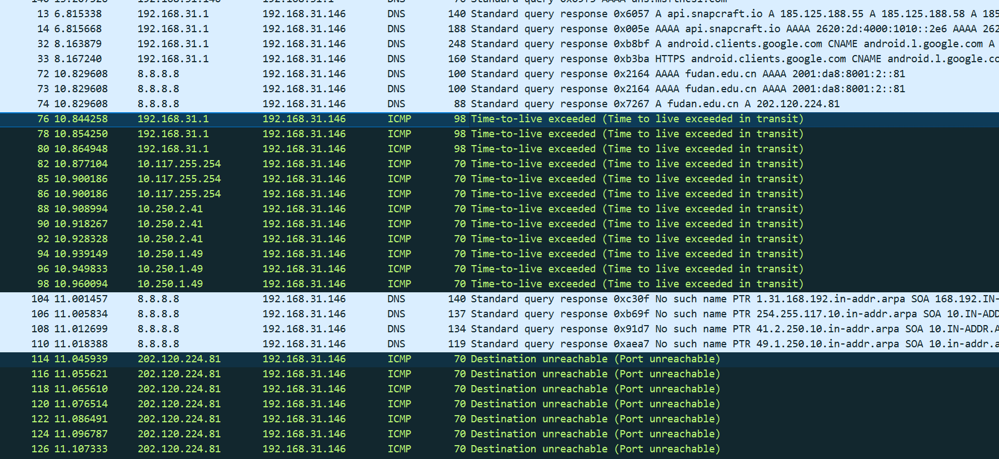 13 6.815338 192.168.31.1 DNS 140 Standard query response 0x6057 A api.snapcraft.io A 185.125.188.55 A 185.125.188.58 A 185
14 6.815668 192.168.31.1 DNS 188 Standard query response 0x005e AAAA api.snapcraft.io AAAA 2620:2d:4000:1010::2e6 AAAA 262
32 8.163879 192.168.31.1 DNS 248 Standard query response 0xb8bf A android.clients.google.com CNAME android.l.google.com A
33 8.167240 192.168.31.1 DNS 160 Standard query response 0xb3ba HTTPS android.clients.google.com CNAME android.l.google.co
72 10.829608 8.8.8.8 192.168.31.146 DNS 100 Standard query response 0x2164 AAAA fudan.edu.cn AAAA 2001:da8:8001:2::81
73 10.829608 8.8.8.8 192.168.31.146 DNS 100 Standard query response 0x2164 AAAA fudan.edu.cn AAAA 2001:da8:8001:2::81
74 10.829608 8.8.8.8 192.168.31.146 DNS 88 Standard query response 0x7267 A fudan.edu.cn A 202.120.224.81
76 10.844258 192.168.31.1 192.168.31.146 ICMP 98 Time-to-live exceeded (Time to live exceeded in transit)
78 10.854250 192.168.31.1 192.168.31.146 ICMP 98 Time-to-live exceeded (Time to live exceeded in transit)
80 10.864948 192.168.31.1 192.168.31.146 ICMP 98 Time-to-live exceeded (Time to live exceeded in transit)
82 10.877104 10.117.255.254 192.168.31.146 ICMP 70 Time-to-live exceeded (Time to live exceeded in transit)
85 10.900186 10.117.255.254 192.168.31.146 ICMP 70 Time-to-live exceeded (Time to live exceeded in transit)
86 10.900186 10.117.255.254 192.168.31.146 ICMP 70 Time-to-live exceeded (Time to live exceeded in transit)
88 10.908994 10.250.2.41 192.168.31.146 ICMP 70 Time-to-live exceeded (Time to live exceeded in transit)
90 10.918267 10.250.2.41 192.168.31.146 ICMP 70 Time-to-live exceeded (Time to live exceeded in transit)
92 10.928328 10.250.2.41 192.168.31.146 ICMP 70 Time-to-live exceeded (Time to live exceeded in transit)
94 10.939149 10.250.1.49 192.168.31.146 ICMP 70 Time-to-live exceeded (Time to live exceeded in transit)
96 10.949833 10.250.1.49 192.168.31.146 ICMP 70 Time-to-live exceeded (Time to live exceeded in transit)
98 10.960094 10.250.1.49 192.168.31.146 ICMP 70 Time-to-live exceeded (Time to live exceeded in transit)
104 11.001457 8.8.8.8 192.168.31.146 DNS 140 Standard query response 0xc30f No such name PTR 1.31.168.192.in-addr.arpa SOA 168.192.IN-
106 11.005834 8.8.8.8 192.168.31.146 DNS 137 Standard query response 0xb69f No such name PTR 254.255.117.10.in-addr.arpa SOA 10.IN-ADD
108 11.012699 8.8.8.8 192.168.31.146 DNS 134 Standard query response 0x91d7 No such name PTR 41.2.250.10.in-addr.arpa SOA 10.IN-ADDR.A
110 11.018388 8.8.8.8 192.168.31.146 DNS 119 Standard query response 0xaea7 No such name PTR 49.1.250.10.in-addr.arpa SOA 10.in-addr.a
114 11.045939 202.120.224.81 192.168.31.146 ICMP 70 Destination unreachable (Port unreachable)
116 11.055621 202.120.224.81 192.168.31.146 ICMP 70 Destination unreachable (Port unreachable)
118 11.065610 202.120.224.81 192.168.31.146 ICMP 70 Destination unreachable (Port unreachable)
120 11.076514 202.120.224.81 192.168.31.146 ICMP 70 Destination unreachable (Port unreachable)
122 11.086491 202.120.224.81 192.168.31.146 ICMP 70 Destination unreachable (Port unreachable)
124 11.096787 202.120.224.81 192.168.31.146 ICMP 70 Destination unreachable (Port unreachable)
126 11.107333 202.120.224.81 192.168.31.146 ICMP 70 Destination unreachable (Port unreachable)